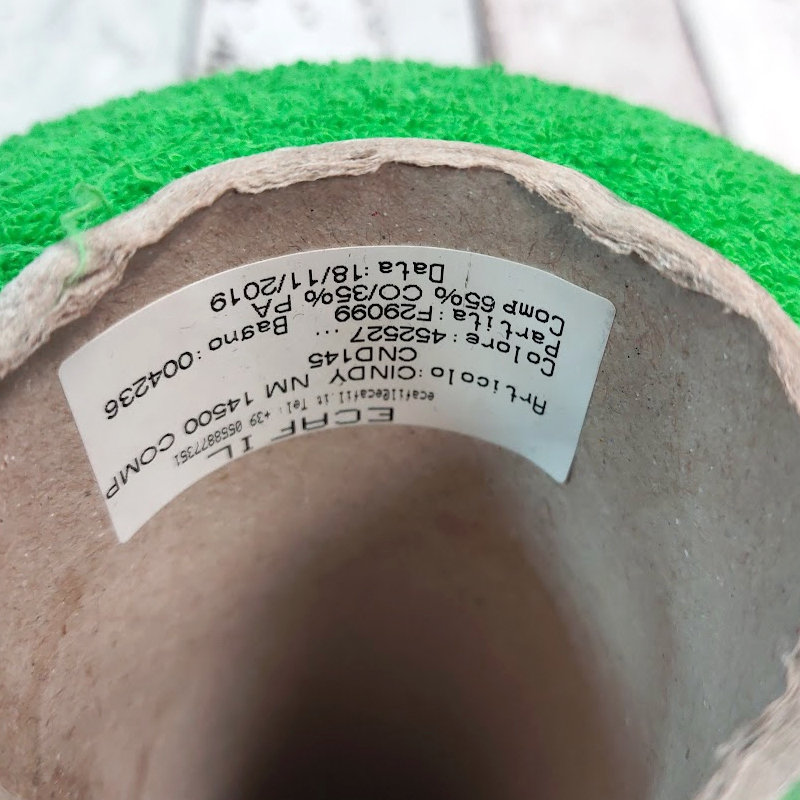 ECAFIL
ecafil@ecafil.it Tel: +39 0558877351
Articolo: CINDY NM 14500 COMP
CND145
Colore: 452527 ...
Partita: F29099 Bagno: 004236
Comp 65% CO/35% PA
Data: 18/11/2019